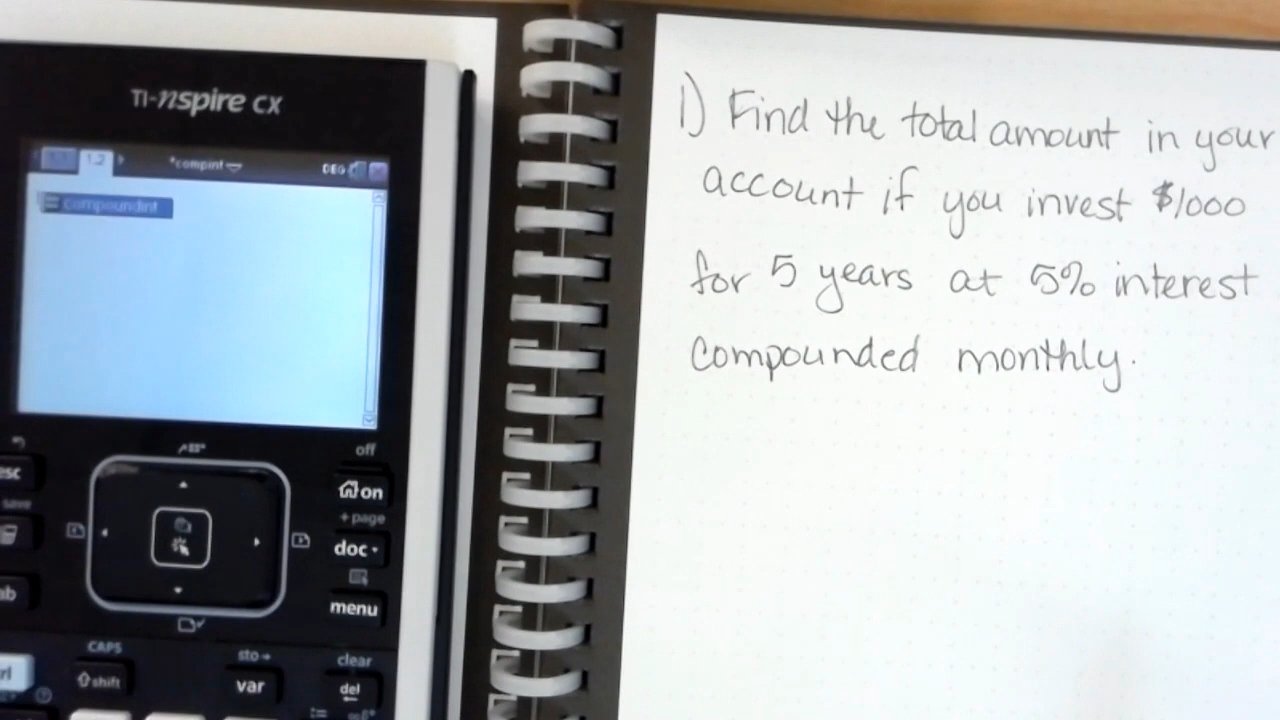 TI-nspire CX
1.1 1.2 *compint DEG
compoundint
off
esc
on
save
+page
doc
menu
CAPS
sto→
clear
shift
var
del
1) Find the total amount in your
account if you invest $1000
for 5 years at 5% interest
compounded monthly.